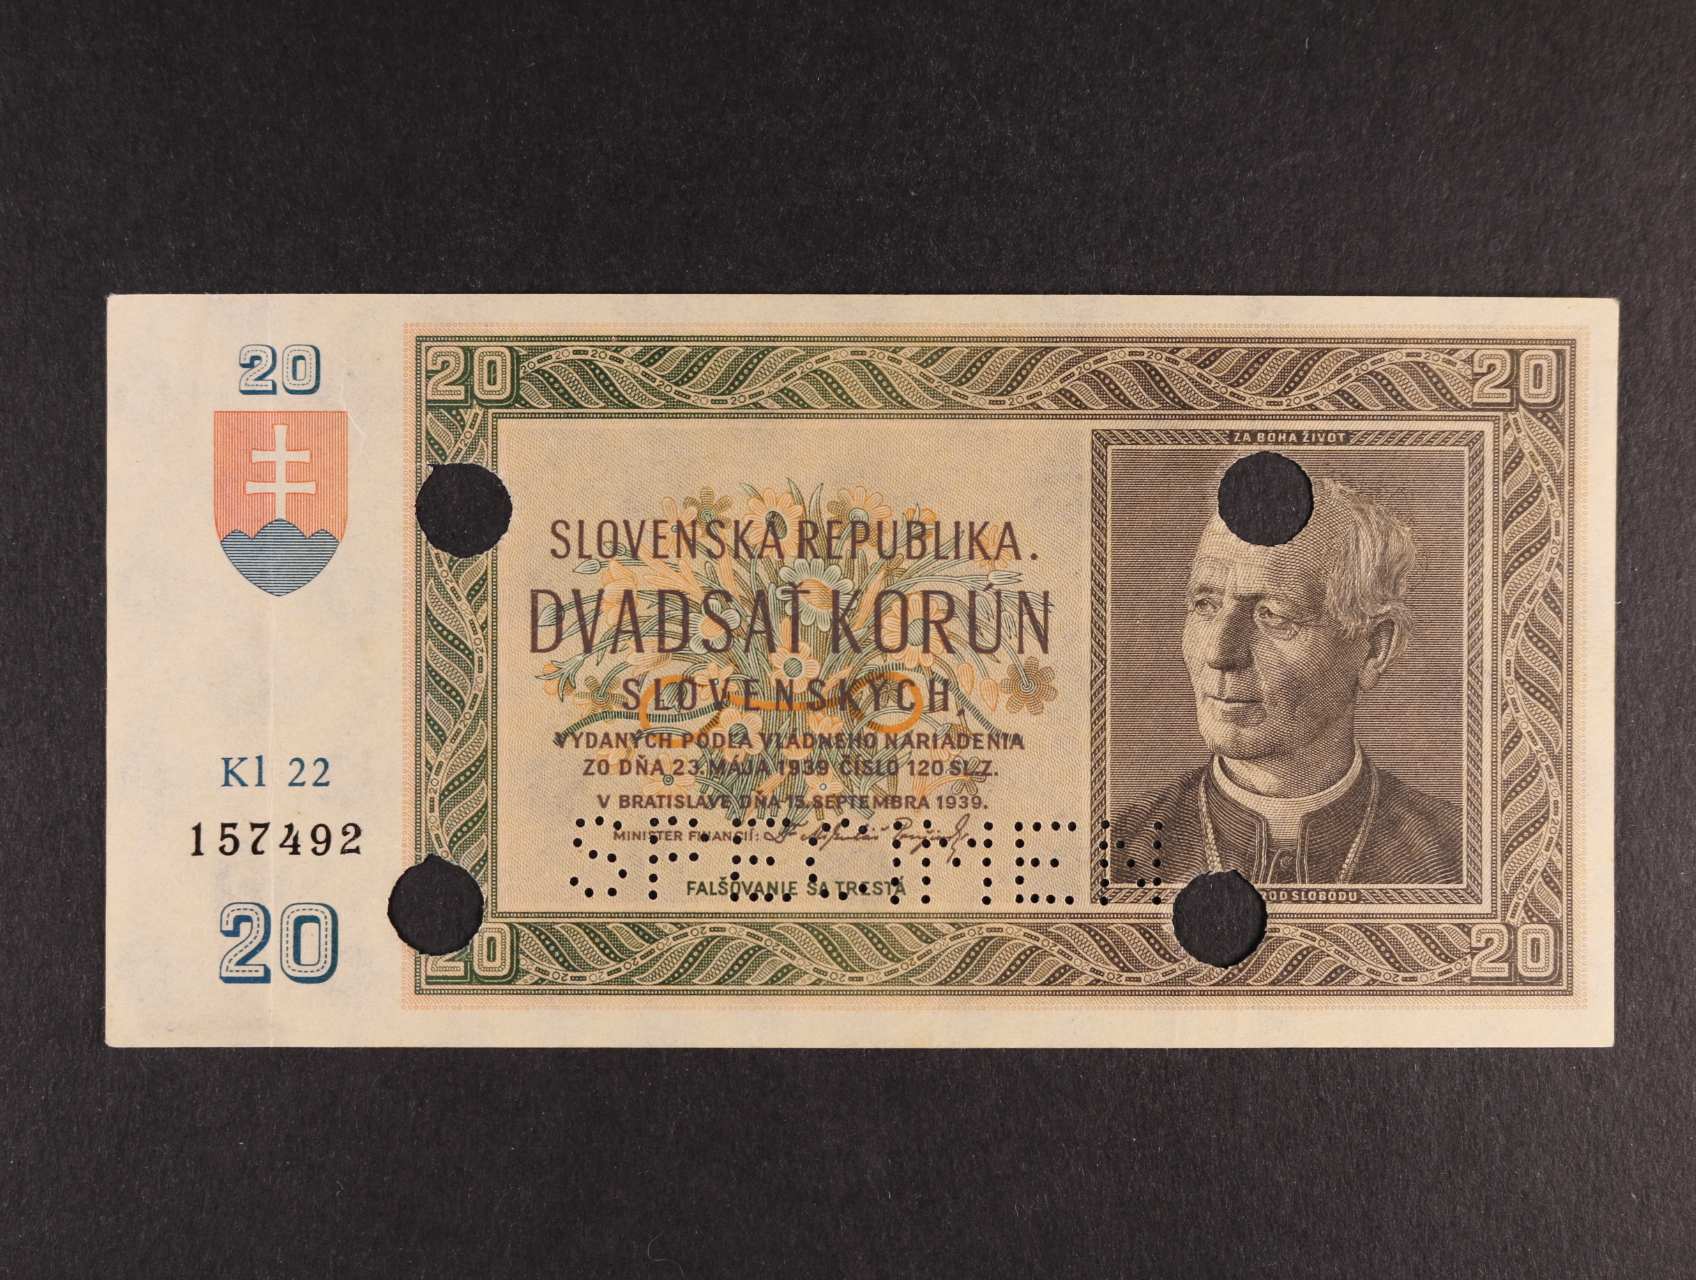 20
20
20
ZA BOHA ŽIVOT
SLOVENSKÁ REPUBLIKA.
DVADSAŤ KORÚN
SLOVENSKÝCH,
VYDANÝCH PODĽA VLÁDNEHO NARIADENIA
ZO DŇA 23. MÁJA 1939 ČÍSLO 120 SL. Z.
V BRATISLAVE DŇA 15. SEPTEMBRA 1939.
MINISTER FINANCIÍ:
SPECIMEN
FALŠOVANIE SA TRESTÁ
Kl 22
157492
ROD SLOBODU
20
20
20